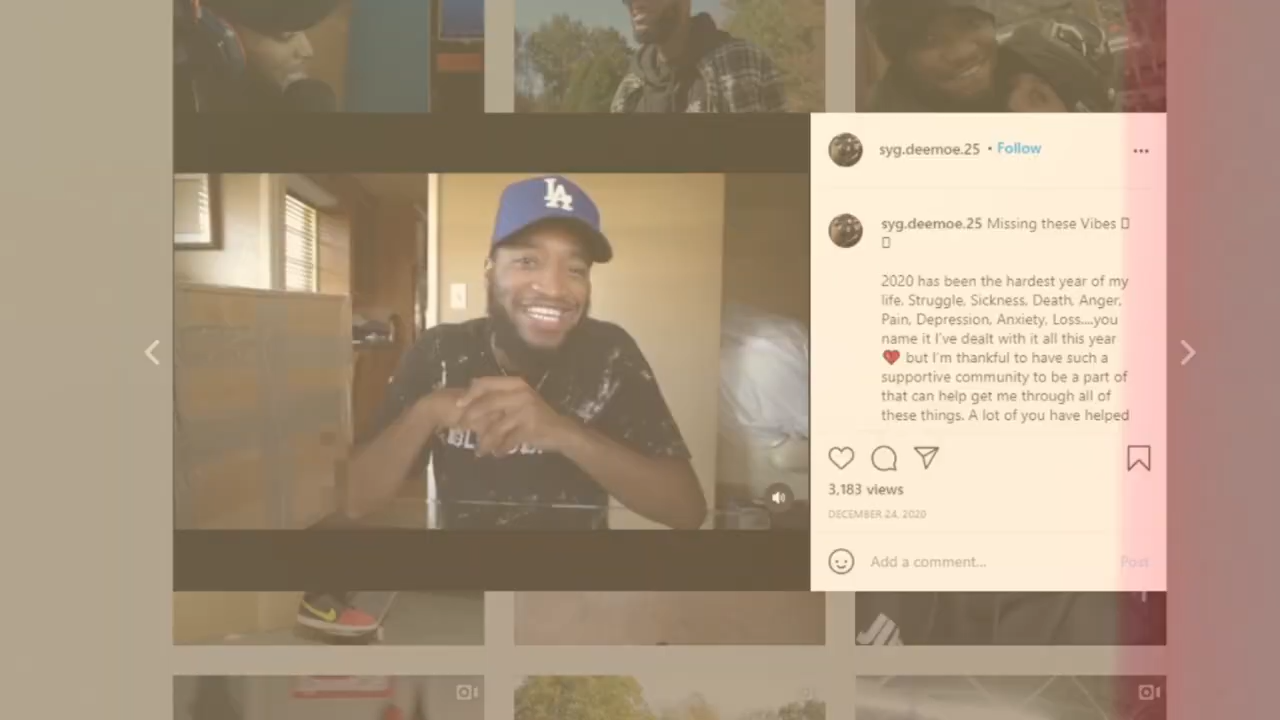 syg.deemoe.25 • Follow
syg.deemoe.25 Missing these Vibes
2020 has been the hardest year of my
life. Struggle, Sickness, Death, Anger,
Pain, Depression, Anxiety, Loss....you
name it I've dealt with it all this year
❤️ but I'm thankful to have such a
supportive community to be a part of
that can help get me through all of
these things. A lot of you have helped
3,183 views
DECEMBER 24, 2020
Add a comment... Post
LA